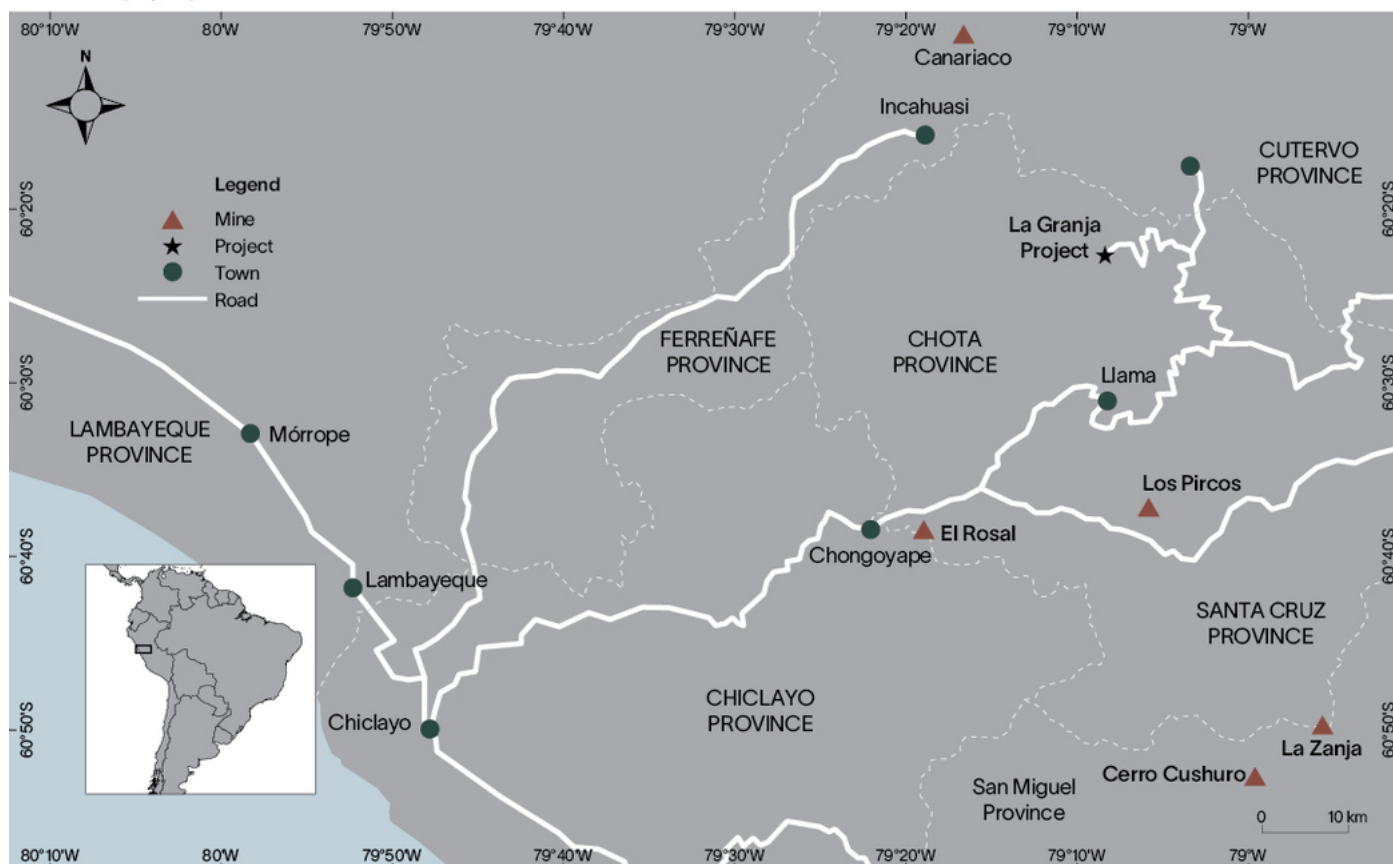 80°10'W 80°W 79°50'W 79°40'W 79°30'W 79°20'W 79°10'W 79°W
N
Canariaco
Incahuasi
CUTERVO
PROVINCE
Legend
Mine
Project
Town
Road
60°20'S
60°20'S
La Granja
Project
FERREÑAFE
PROVINCE
CHOTA
PROVINCE
Llama
60°30'S
60°30'S
LAMBAYEQUE
PROVINCE
Mórrope
Los Pircos
El Rosal
Chongoyape
60°40'S
60°40'S
Lambayeque
SANTA CRUZ
PROVINCE
CHICLAYO
PROVINCE
Chiclayo
60°50'S
60°50'S
La Zanja
Cerro Cushuro
San Miguel
Province
0 10 km
80°10'W 80°W 79°50'W 79°40'W 79°30'W 79°20'W 79°10'W 79°W